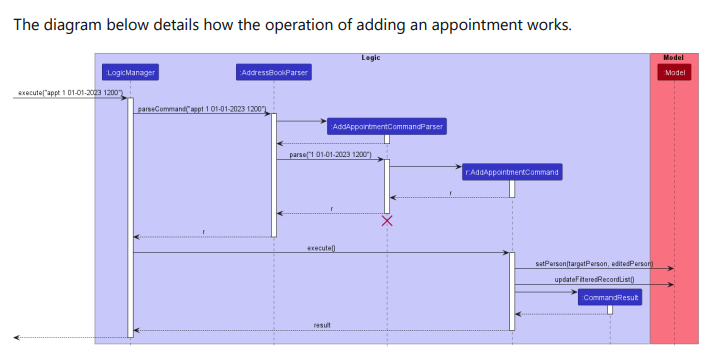 The diagram below details how the operation of adding an appointment works.
Logic
Model
:LogicManager
:AddressBookParser
:Model
execute("appt 1 01-01-2023 1200")
parseCommand("appt 1 01-01-2023 1200")
:AddAppointmentCommandParser
parse("1 01-01-2023 1200")
r:AddAppointmentCommand
r
r
r
execute()
setPerson(targetPerson, editedPerson)
updateFilteredRecordList()
:CommandResult
result